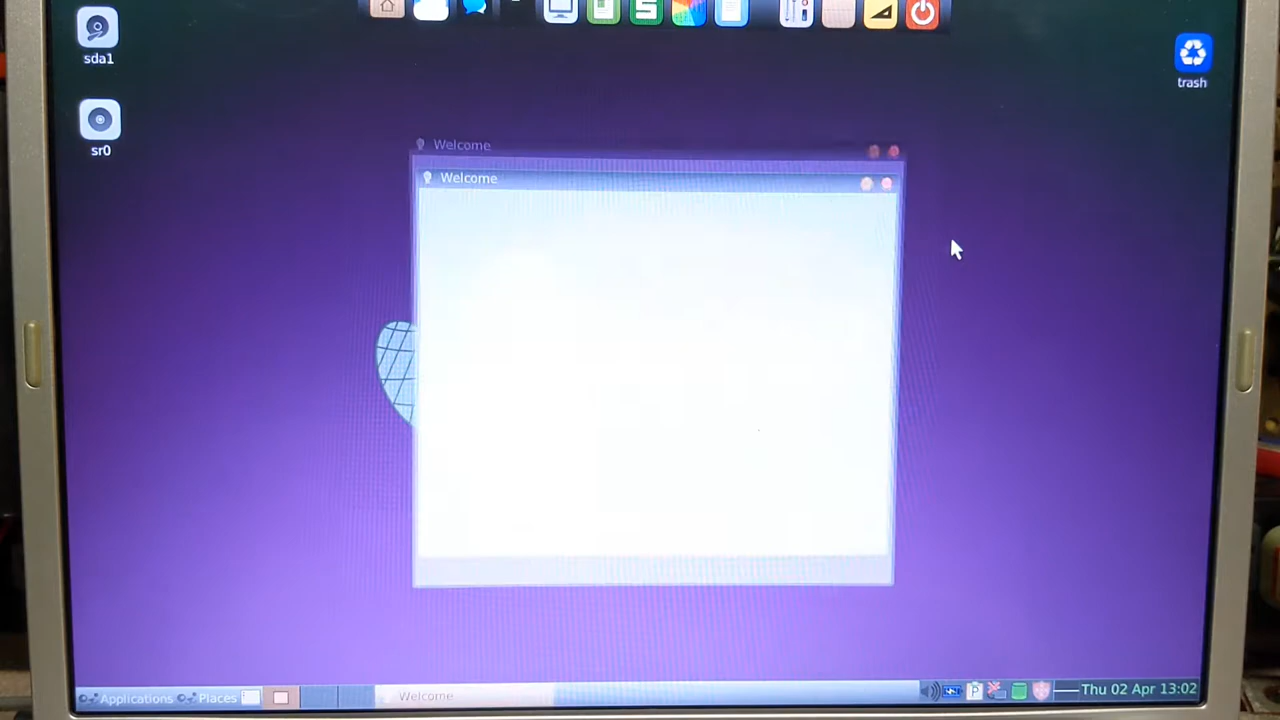 sda1
trash
sr0
Welcome
Welcome
Applications
Places
Welcome
P
Thu 02 Apr 13:02